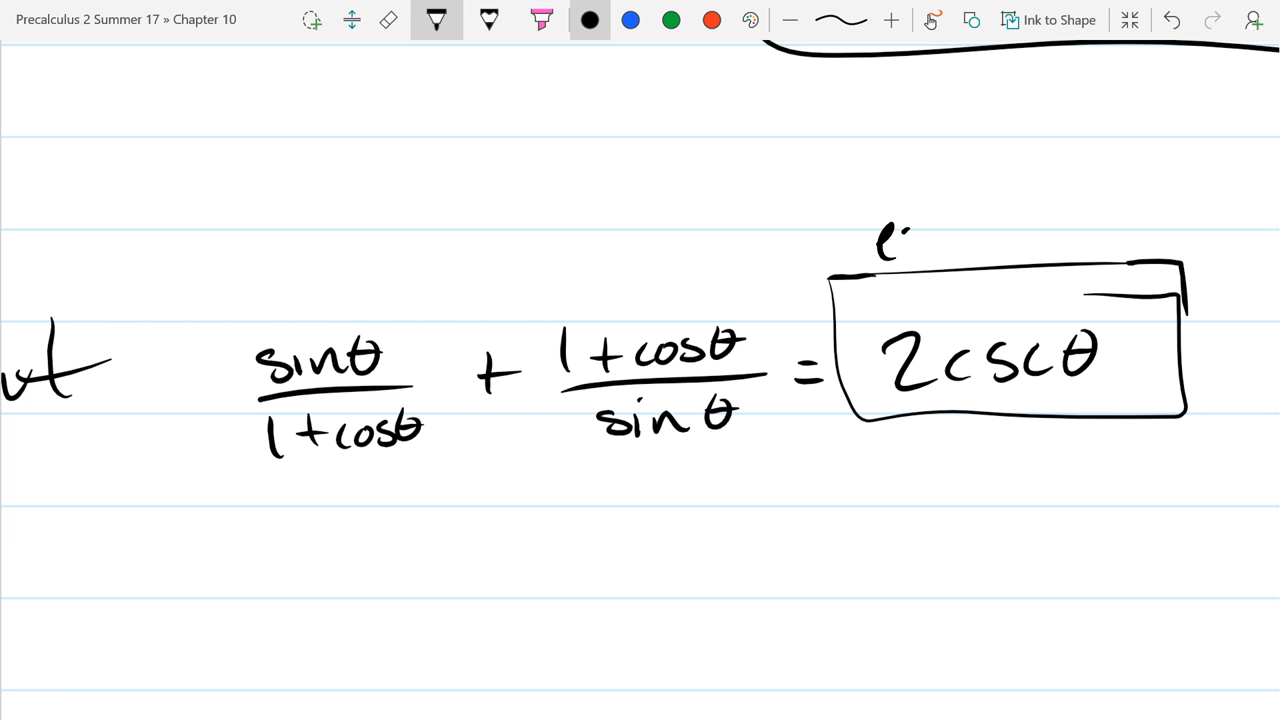 Precalculus 2 Summer 17 » Chapter 10
Ink to Shape
sinθ/(1+cosθ) + (1+cosθ)/sinθ = 2cscθ